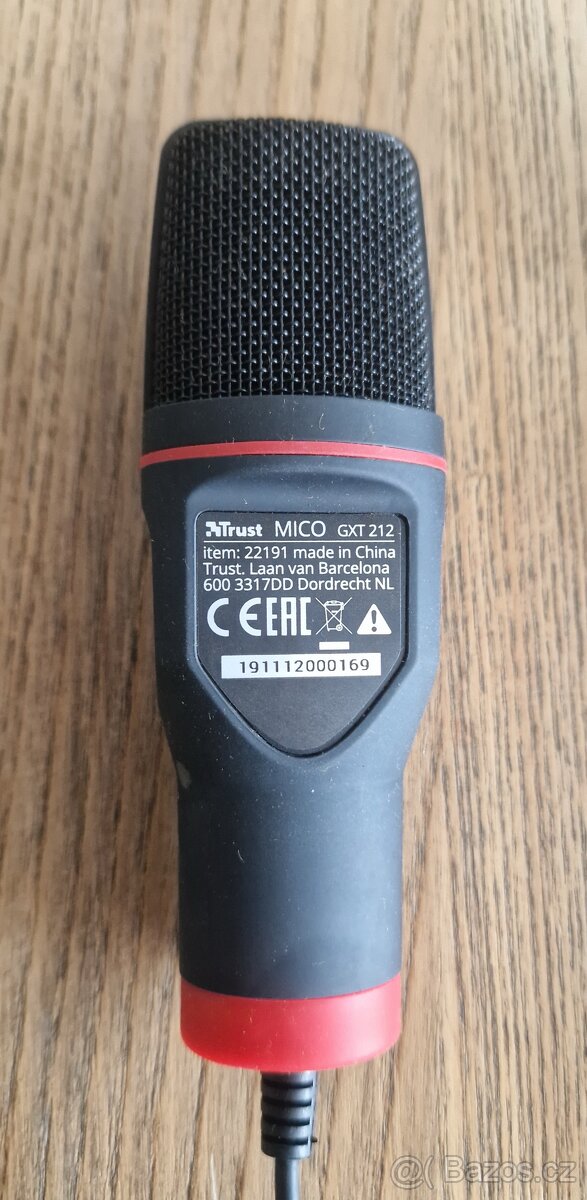 Trust MICO GXT 212
item: 22191 made in China
Trust. Laan van Barcelona
600 3317DD Dordrecht NL
CE EAC
191112000169
@ Bazos.cz